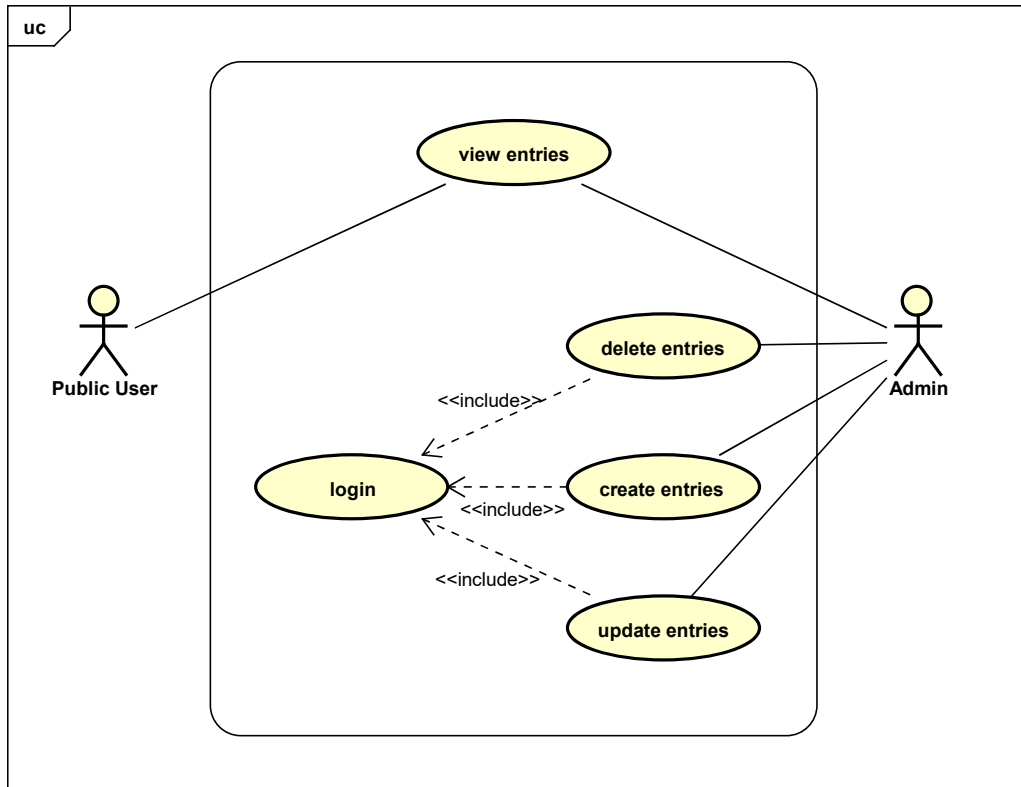 uc
view entries
delete entries
Public User
Admin
<<include>>
login
create entries
<<include>>
<<include>>
update entries